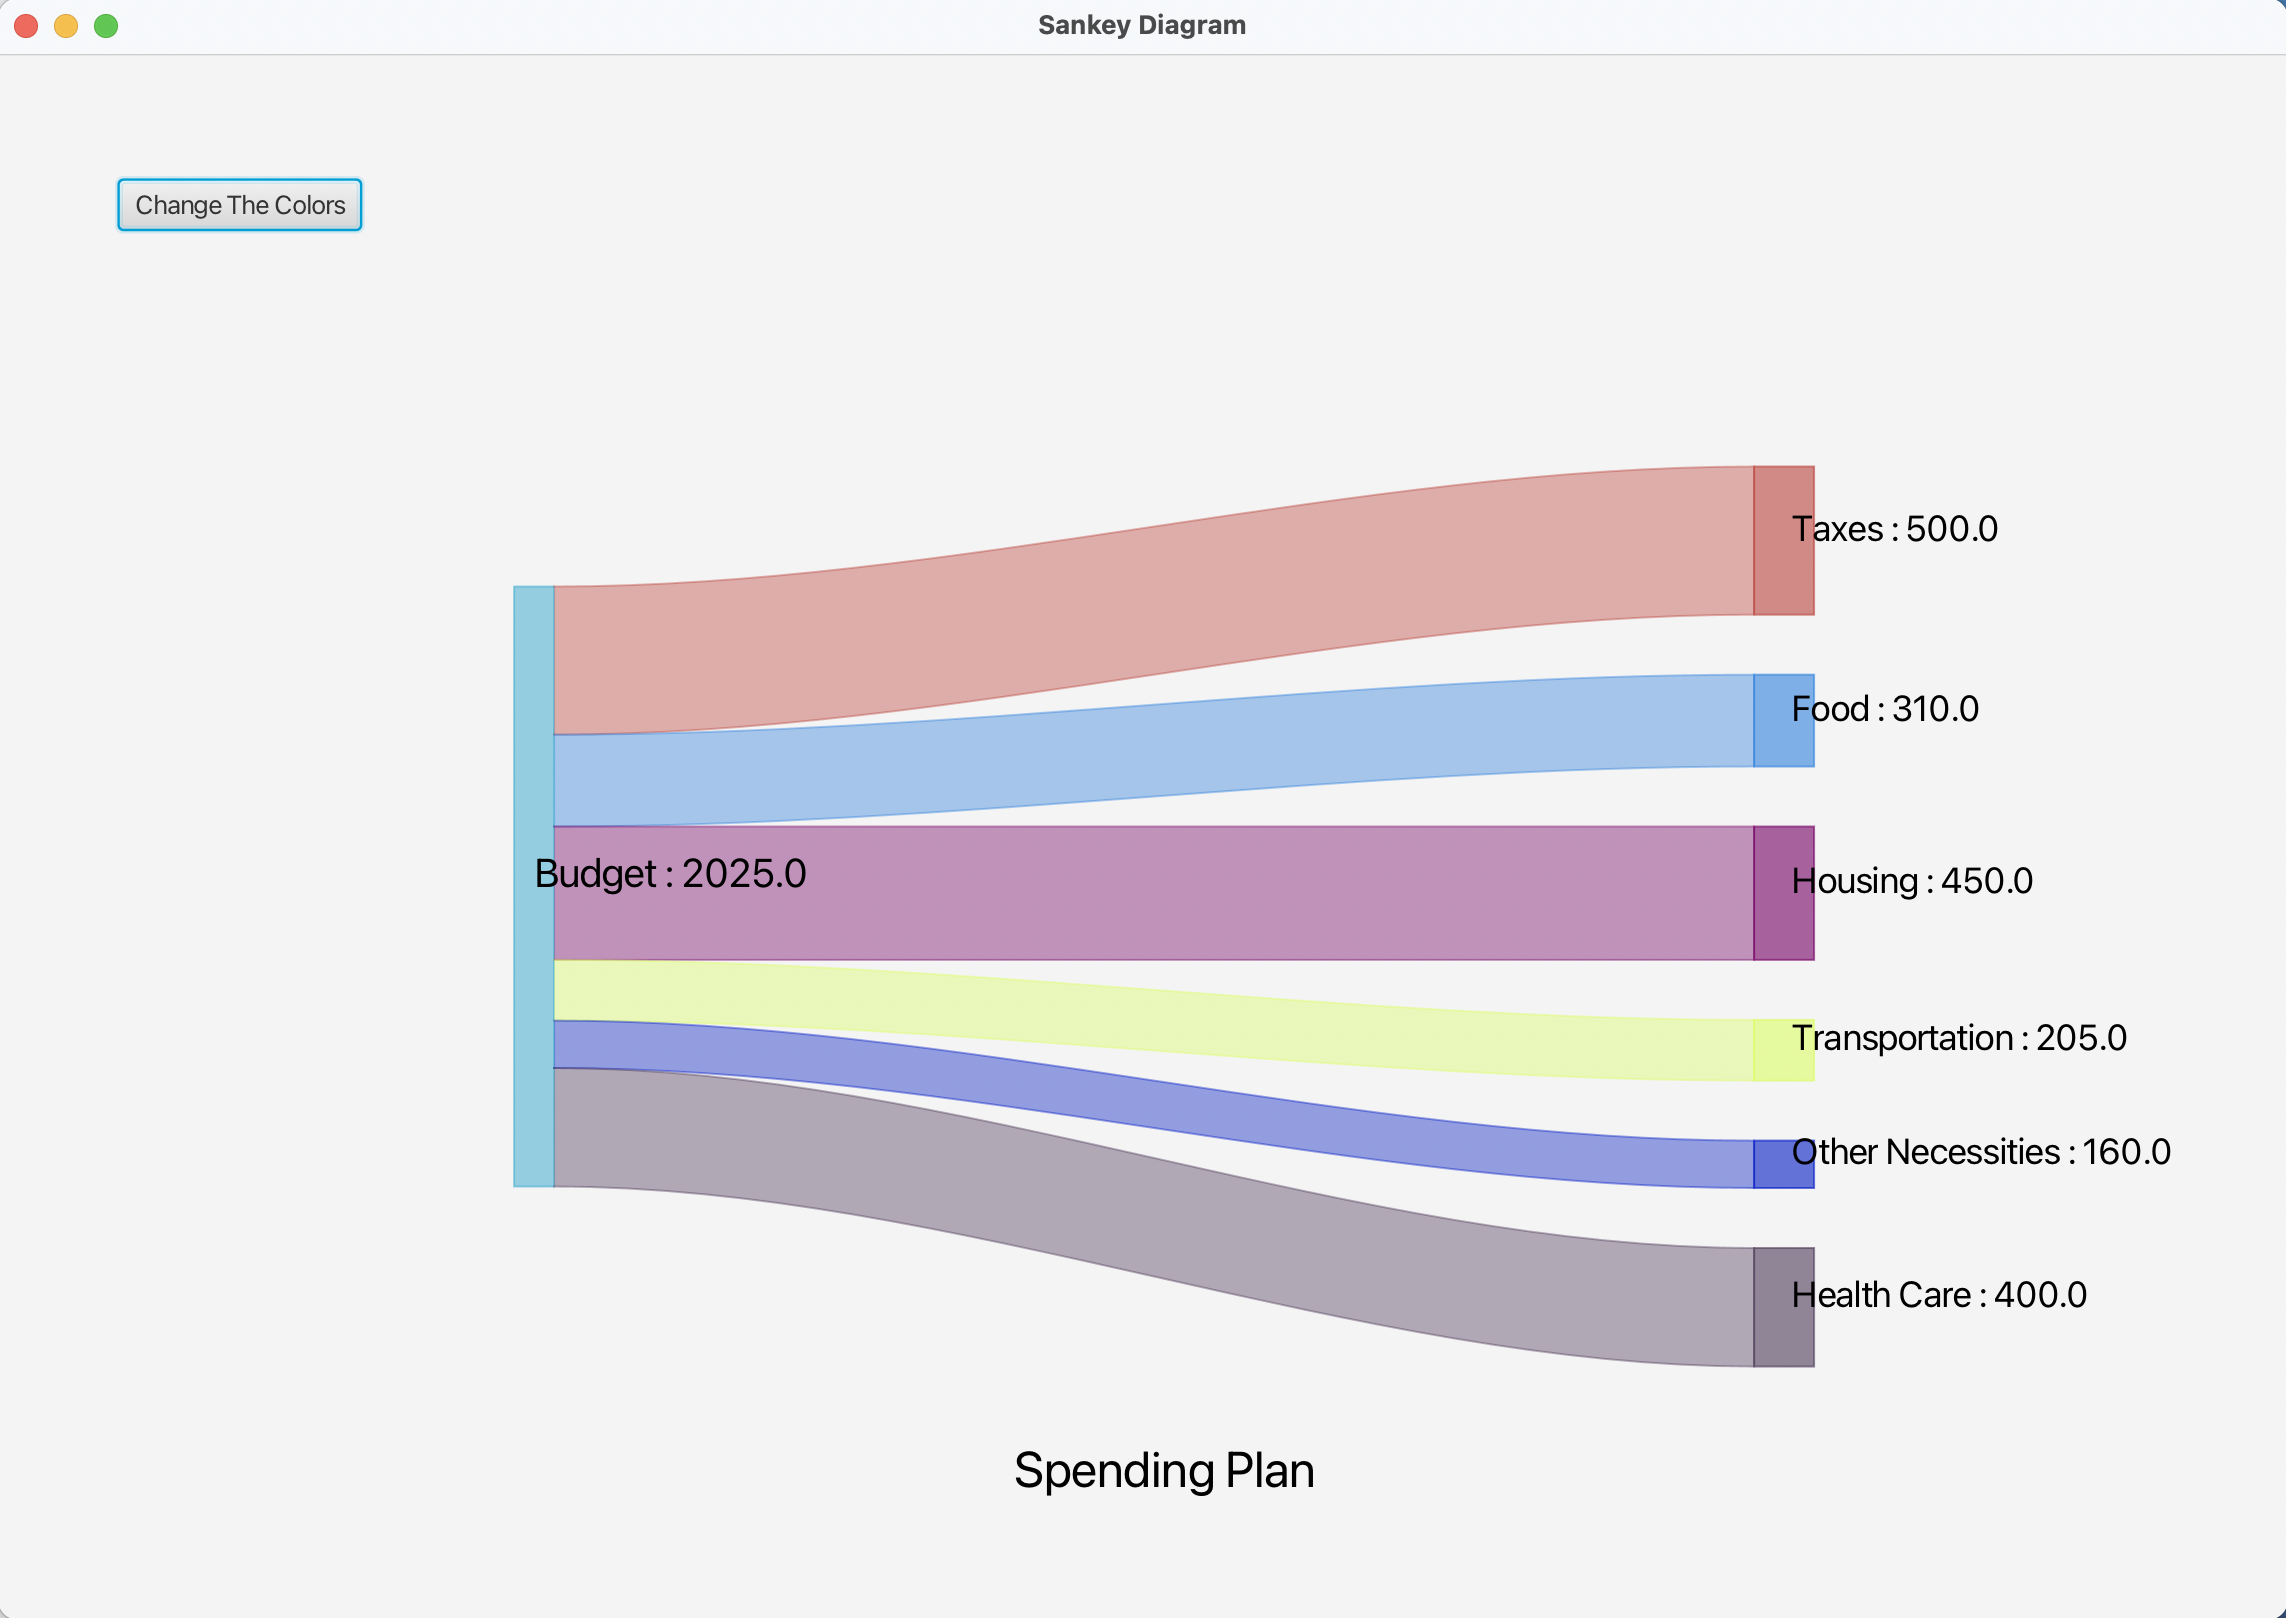 Sankey Diagram
Change The Colors
Taxes : 500.0
Food : 310.0
Budget : 2025.0
Housing : 450.0
Transportation : 205.0
Other Necessities : 160.0
Health Care : 400.0
Spending Plan